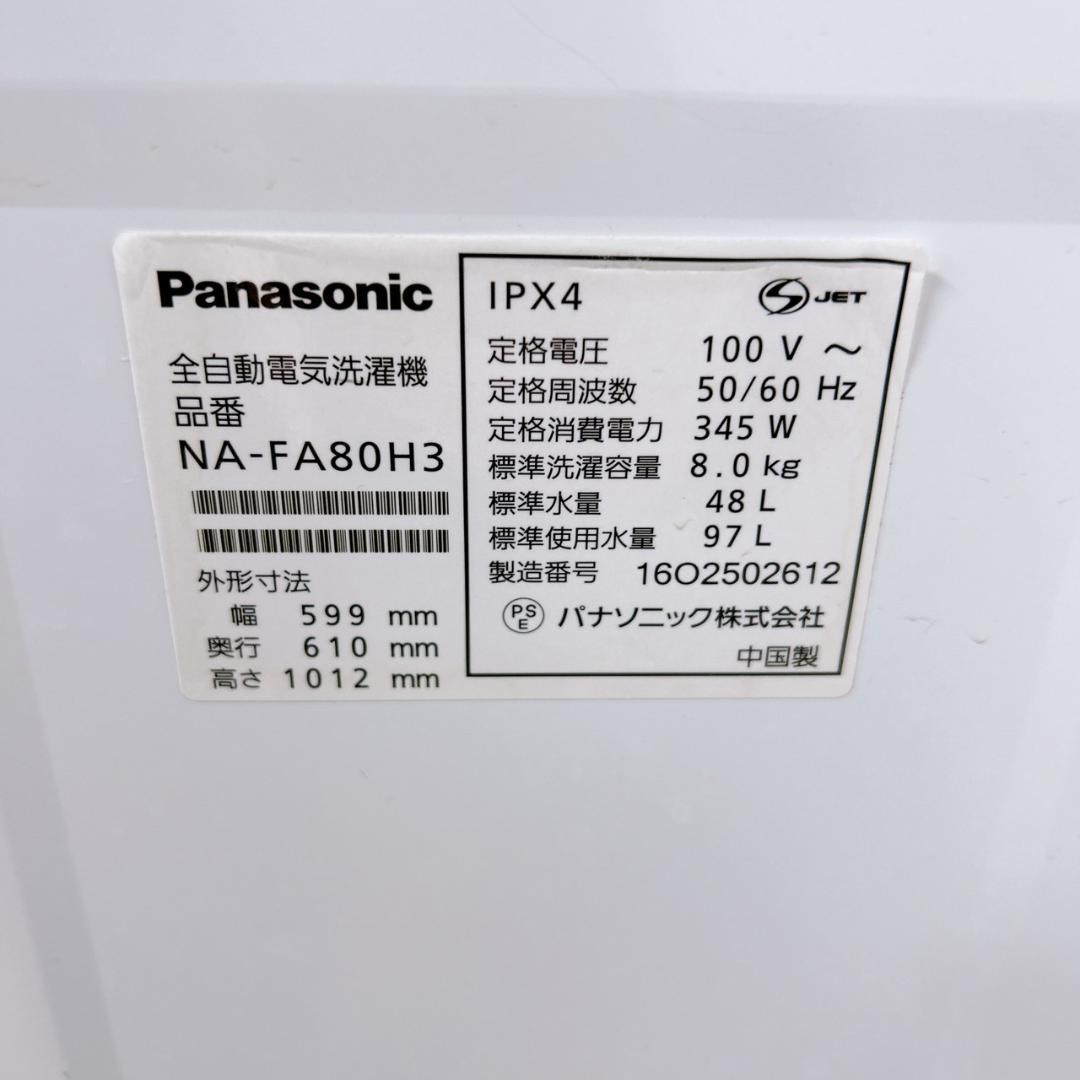 Panasonic
全自動電気洗濯機
品番
NA-FA80H3
外形寸法
幅 599 mm
奥行 610 mm
高さ 1012 mm
IPX4
S JET
定格電圧 100 V ～
定格周波数 50/60 Hz
定格消費電力 345 W
標準洗濯容量 8.0 kg
標準水量 48 L
標準使用水量 97 L
製造番号 16O2502612
PS E パナソニック株式会社
中国製